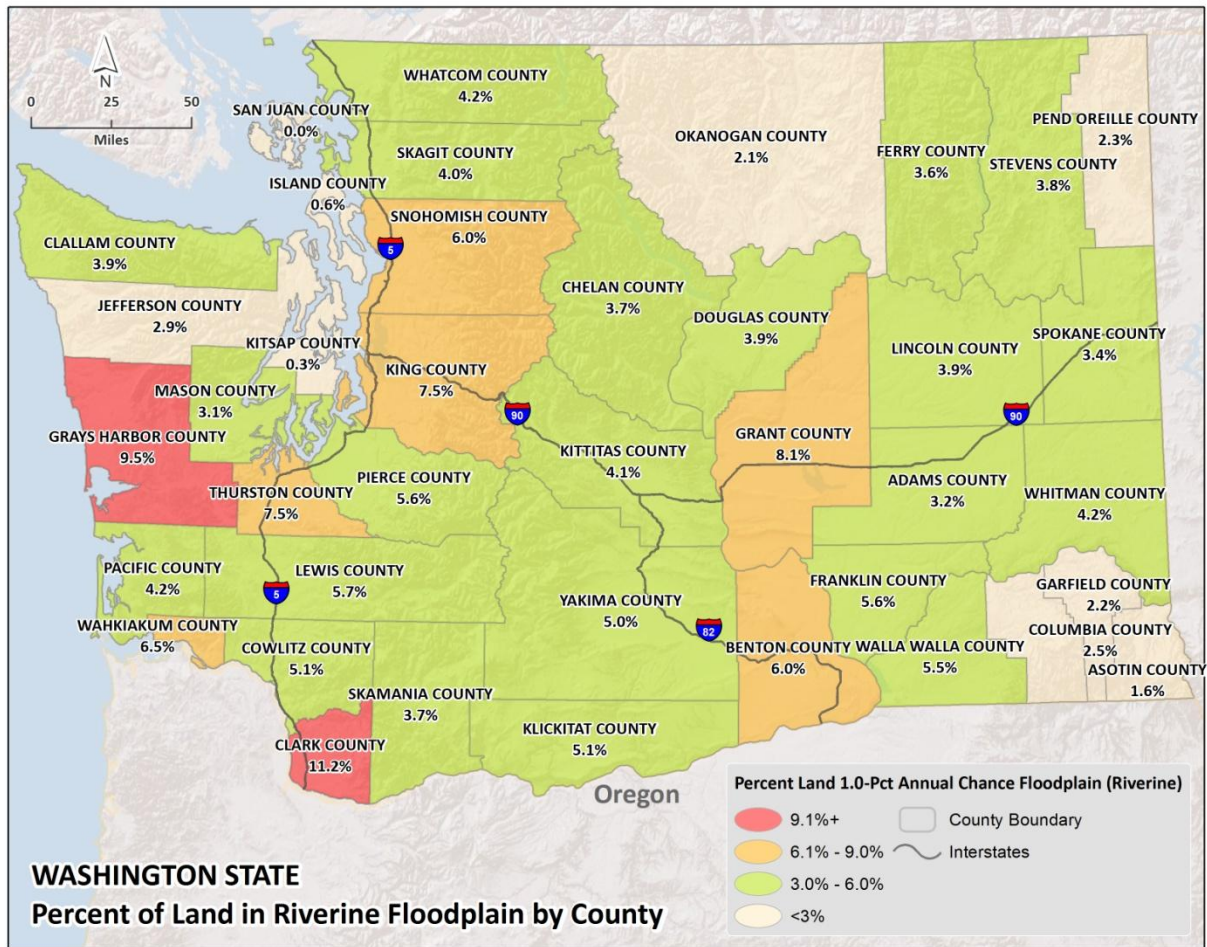 N
0 25 50
Miles
WHATCOM COUNTY
4.2%
SAN JUAN COUNTY
0.0%
SKAGIT COUNTY
4.0%
ISLAND COUNTY
0.6%
SNOHOMISH COUNTY
6.0%
5
OKANOGAN COUNTY
2.1%
FERRY COUNTY
3.6%
STEVENS COUNTY
3.8%
PEND OREILLE COUNTY
2.3%
CLALLAM COUNTY
3.9%
JEFFERSON COUNTY
2.9%
KITSAP COUNTY
0.3%
CHELAN COUNTY
3.7%
DOUGLAS COUNTY
3.9%
LINCOLN COUNTY
3.9%
SPOKANE COUNTY
3.4%
KING COUNTY
7.5%
90
MASON COUNTY
3.1%
GRAYS HARBOR COUNTY
9.5%
KITTITAS COUNTY
4.1%
GRANT COUNTY
8.1%
90
ADAMS COUNTY
3.2%
WHITMAN COUNTY
4.2%
THURSTON COUNTY
7.5%
PIERCE COUNTY
5.6%
PACIFIC COUNTY
4.2%
LEWIS COUNTY
5.7%
5
YAKIMA COUNTY
5.0%
82
FRANKLIN COUNTY
5.6%
GARFIELD COUNTY
2.2%
COLUMBIA COUNTY
2.5%
ASOTIN COUNTY
1.6%
WAHKIAKUM COUNTY
6.5%
COWLITZ COUNTY
5.1%
BENTON COUNTY
6.0%
WALLA WALLA COUNTY
5.5%
SKAMANIA COUNTY
3.7%
KLICKITAT COUNTY
5.1%
CLARK COUNTY
11.2%
Oregon
Percent Land 1.0-Pct Annual Chance Floodplain (Riverine)
9.1%+
6.1% - 9.0%
3.0% - 6.0%
<3%
County Boundary
Interstates
WASHINGTON STATE
Percent of Land in Riverine Floodplain by County